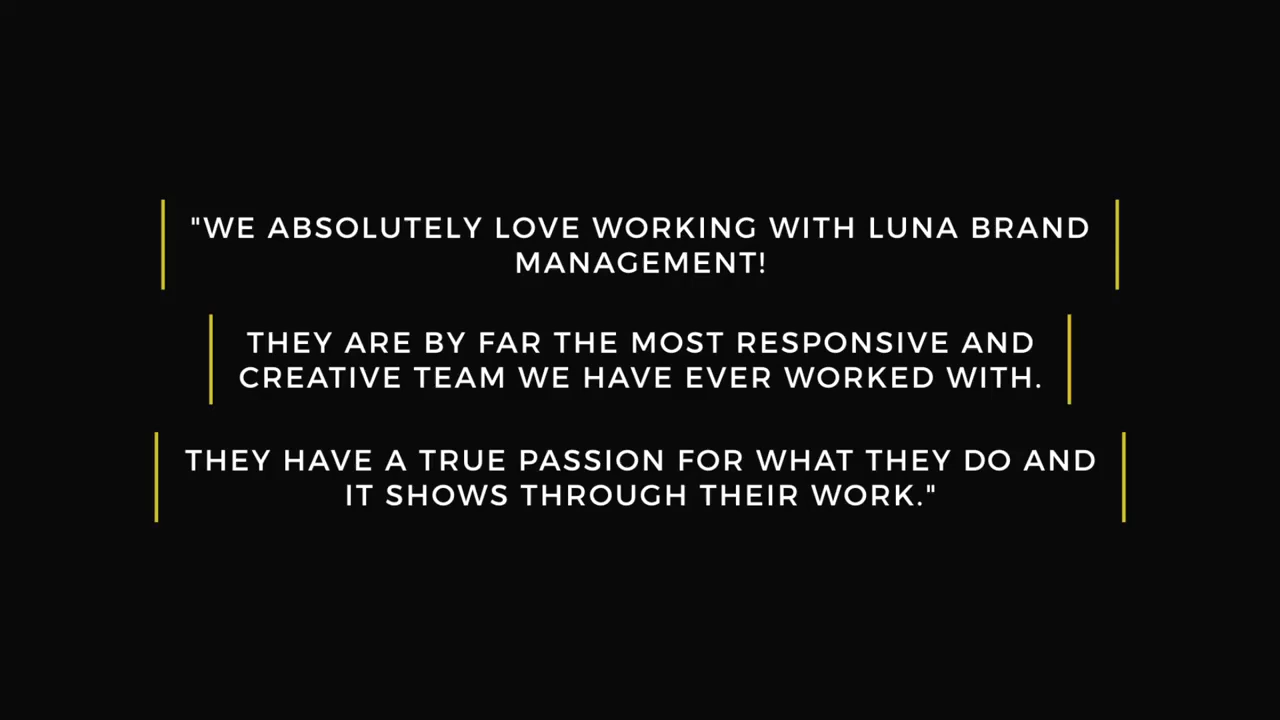 "WE ABSOLUTELY LOVE WORKING WITH LUNA BRAND
MANAGEMENT!
THEY ARE BY FAR THE MOST RESPONSIVE AND
CREATIVE TEAM WE HAVE EVER WORKED WITH.
THEY HAVE A TRUE PASSION FOR WHAT THEY DO AND
IT SHOWS THROUGH THEIR WORK."